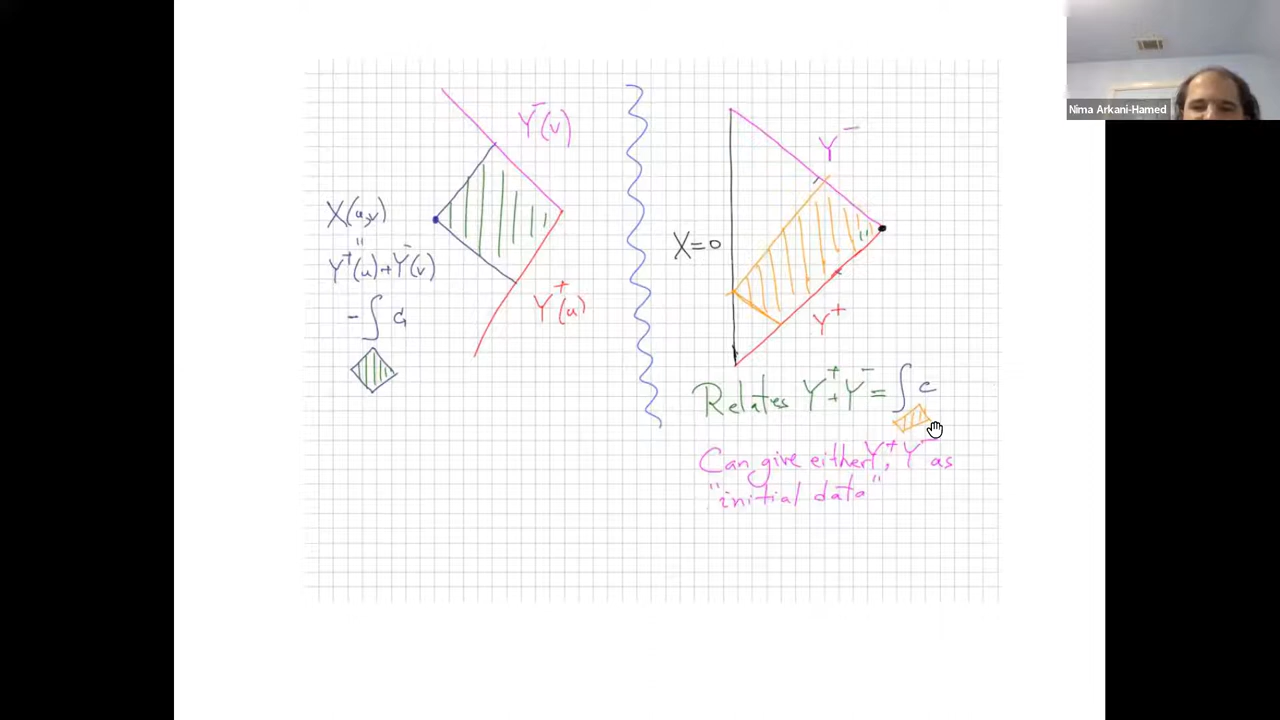 Nima Arkani-Hamed
Y⁻(v)
X(u,v)
"
Y⁺(u)+Y⁻(v)
-∫
Y⁺(u)
Y⁻
X=0
Y⁺
Relates Y⁺+Y⁻=∫c
Can give either Y⁺, Y⁻ as
"initial data"